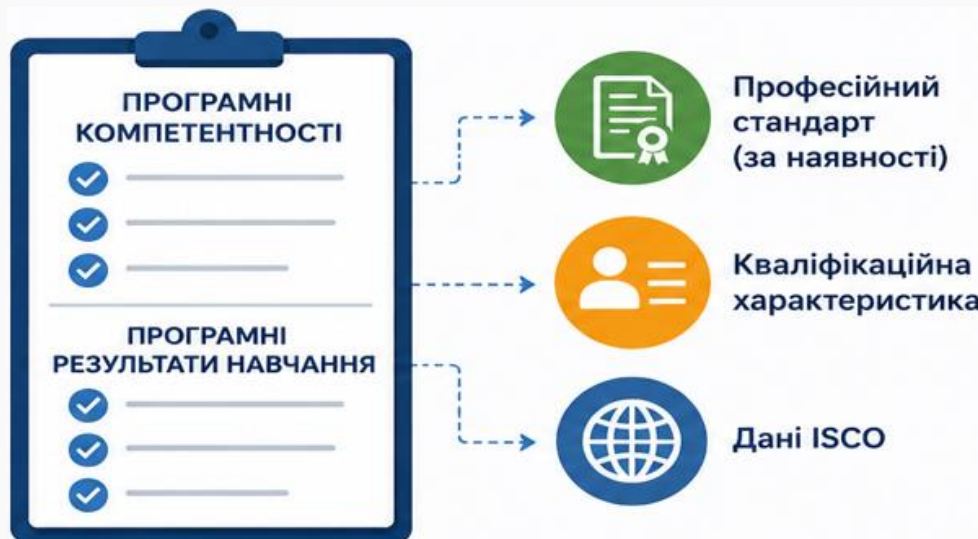 ПРОГРАМНІ
КОМПЕТЕНТНОСТІ
ПРОГРАМНІ
РЕЗУЛЬТАТИ НАВЧАННЯ
Професійний
стандарт
(за наявності)
Кваліфікаційна
характеристика
Дані ISCO